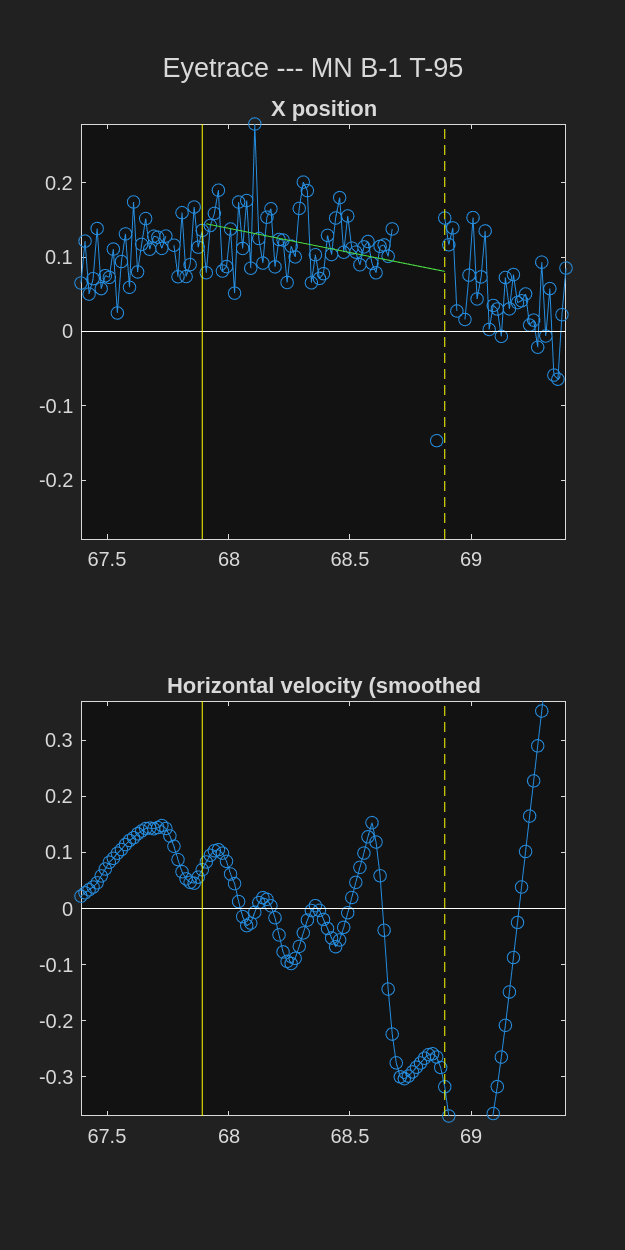 Eyetrace --- MN B-1 T-95
X position
0.2
0.1
0
-0.1
-0.2
67.5 68 68.5 69
Horizontal velocity (smoothed
0.3
0.2
0.1
0
-0.1
-0.2
-0.3
67.5 68 68.5 69